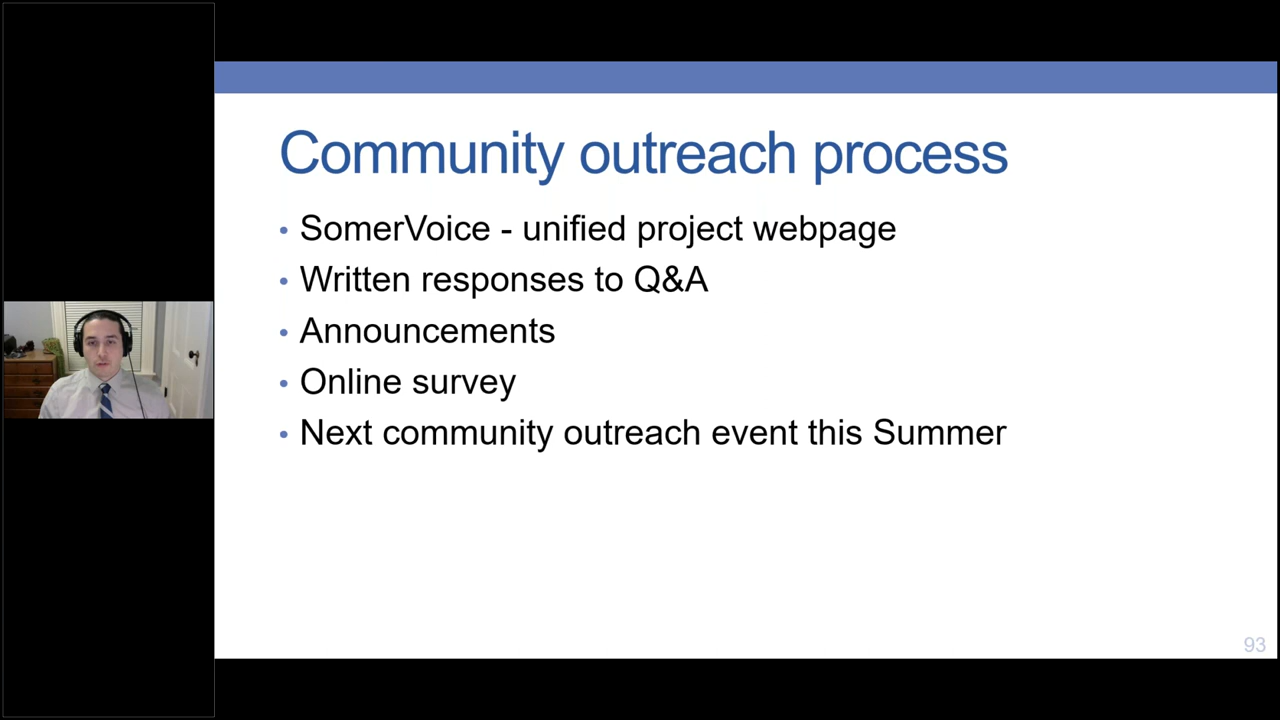 Community outreach process
• SomerVoice - unified project webpage
• Written responses to Q&A
• Announcements
• Online survey
• Next community outreach event this Summer
93